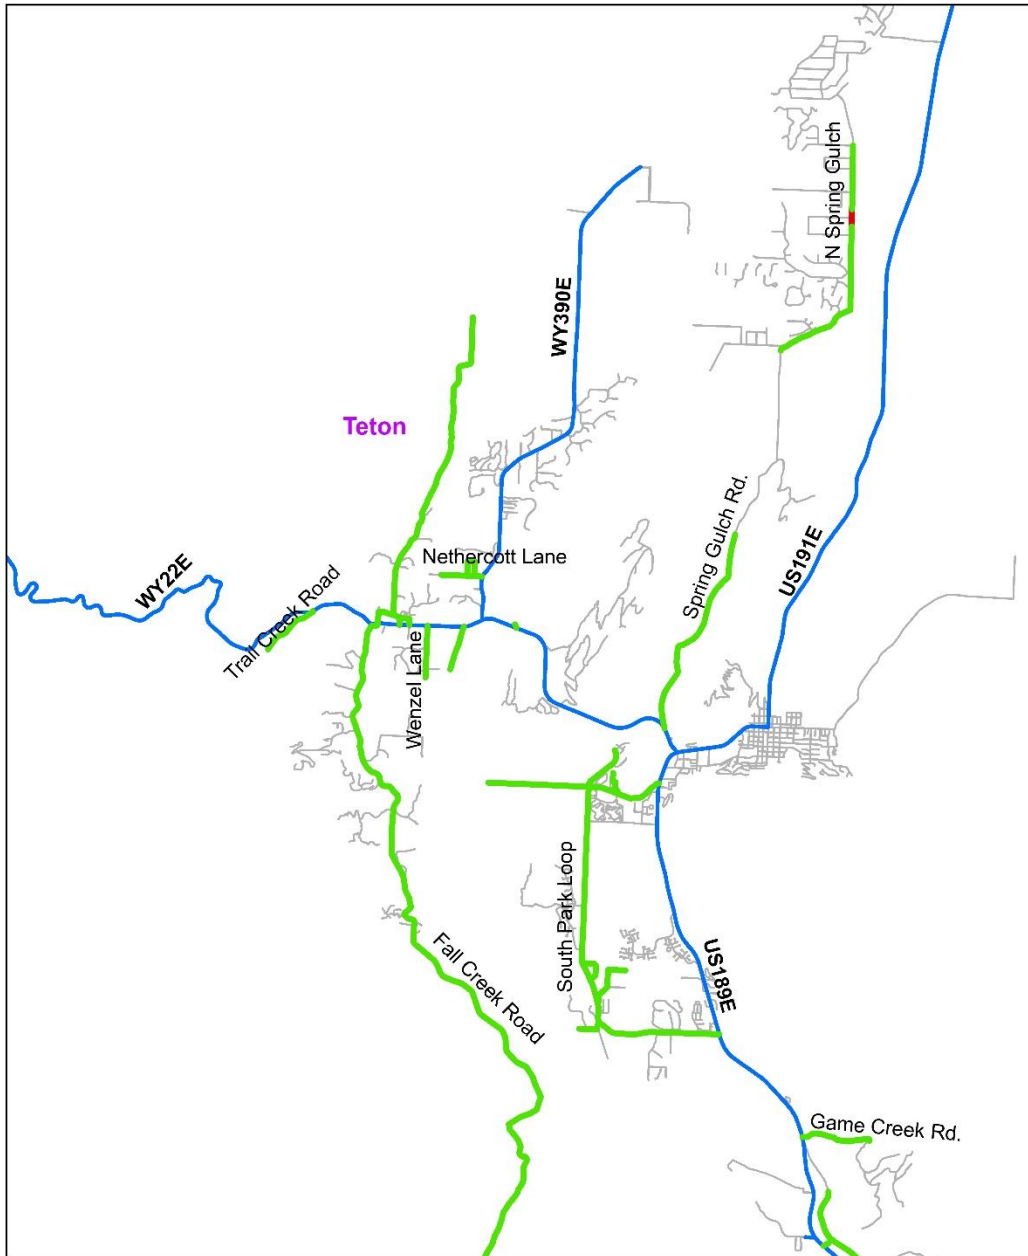 N Spring Gulch
WY390E
Teton
Spring Gulch Rd.
US191E
Nethercott Lane
WY22E
Trail Creek Road
Wenzel Lane
South Park Loop
Fall Creek Road
US189E
Game Creek Rd.